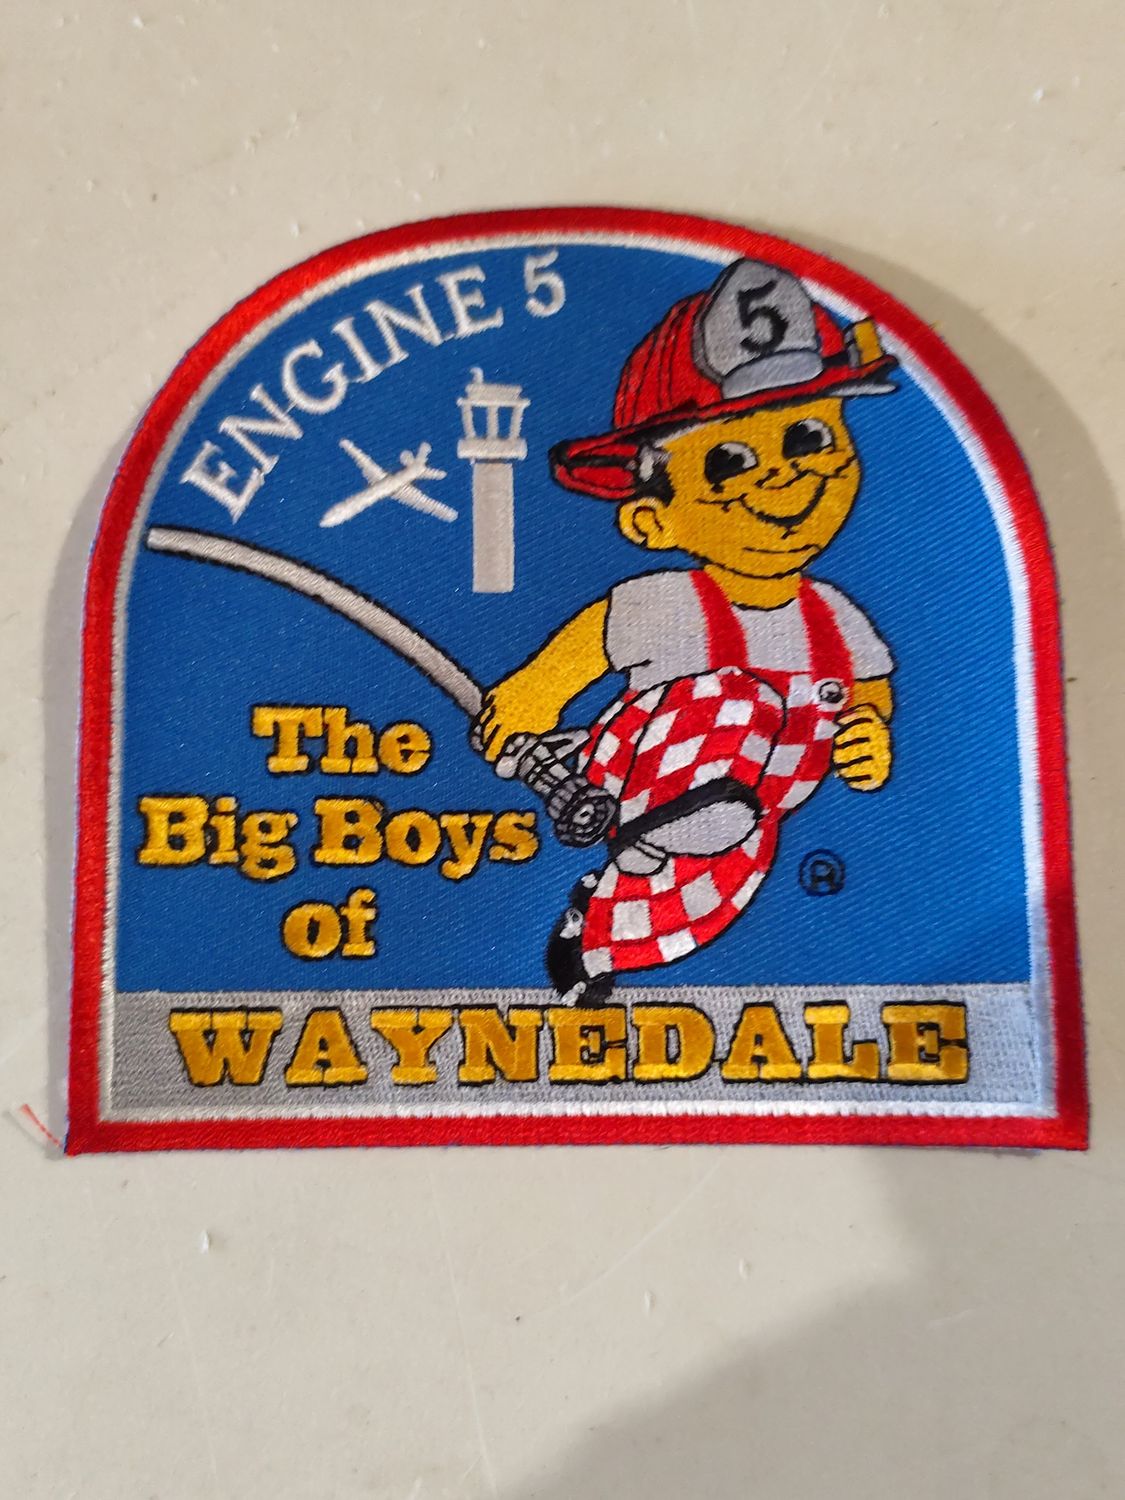 ENGINE 5
5
The
Big Boys
of
®
WAYNEDALE